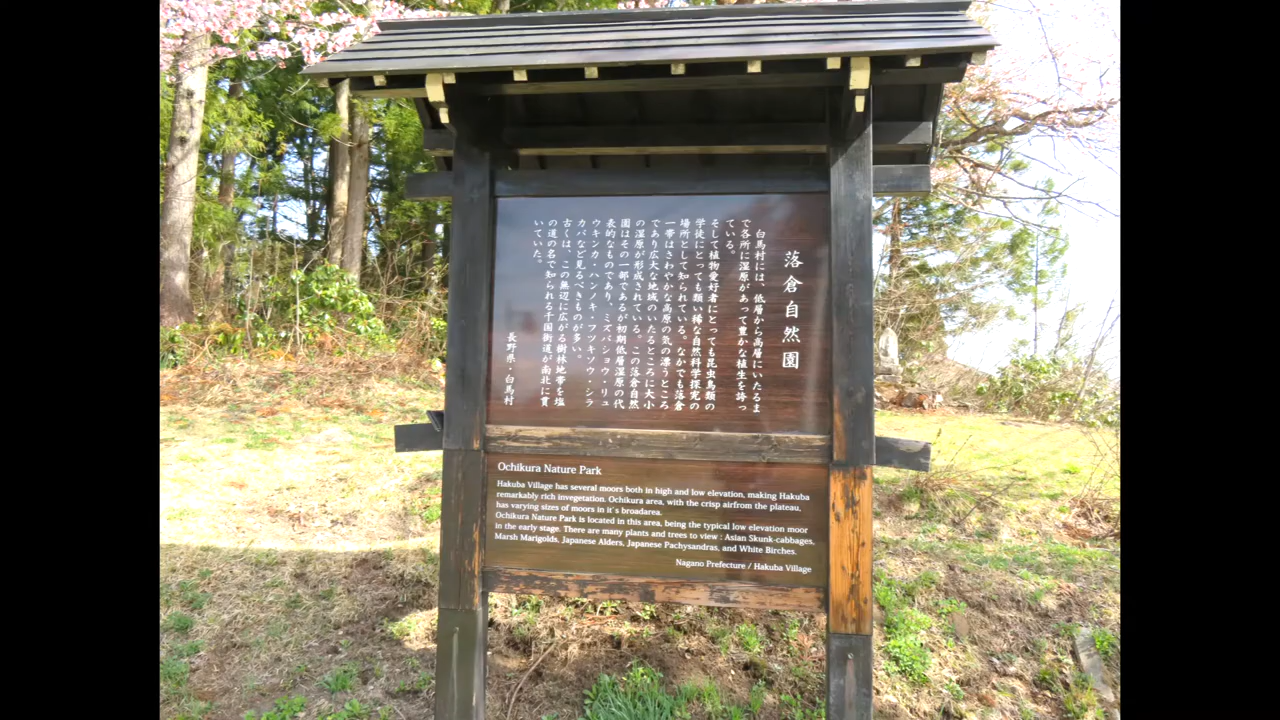 落倉自然園
白馬村には、低層から高層にいたるま
で各所に湿原があって豊かな植生を誇っ
ている。
そして植物愛好者にとっても昆虫鳥類の
学徒にとっても類い稀な自然科学探究の
場所として知られている。なかでも落倉
一帯はさわやかな高原の気の漂うところ
であり広大な地域のいたるところに大小
の湿原が形成されている。この落倉自然
園はその一部であるが初期低層湿原の代
表的なものであり、ミズバショウ・リュ
ウキンカ・ハンノキ・フッキソウ・シラ
カバなど見るべきものが多い。
古くは、この無辺に広がる樹林地帯を塩
の道の名で知られる千国街道が南北に貫
いていた。
長野県・白馬村
Ochikura Nature Park
Hakuba Village has several moors both in high and low elevation, making Hakuba
remarkably rich invegetation. Ochikura area, with the crisp airfrom the plateau,
has varying sizes of moors in it's broadarea.
Ochikura Nature Park is located in this area, being the typical low elevation moor
in the early stage. There are many plants and trees to view : Asian Skunk-cabbages,
Marsh Marigolds, Japanese Alders, Japanese Pachysandras, and White Birches.
Nagano Prefecture / Hakuba Village